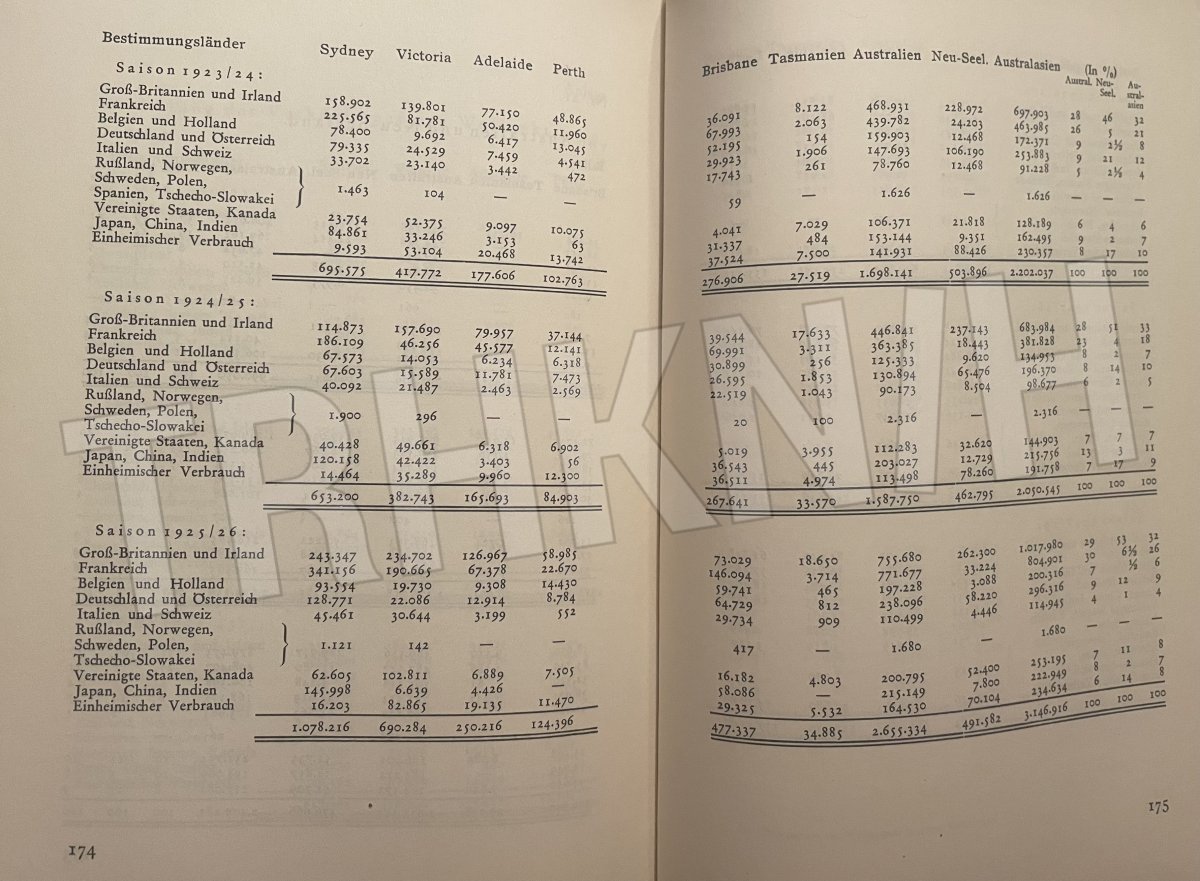 Bestimmungsländer Sydney Victoria Adelaide Perth
Saison 1923/24:
Groß-Britannien und Irland 158.902 139.801 77.150 48.865
Frankreich 225.565 81.781 50.420 11.960
Belgien und Holland 78.400 9.692 6.417 13.045
Deutschland und Österreich 79.335 24.529 7.459 4.541
Italien und Schweiz 33.702 23.140 3.442 472
Rußland, Norwegen,
Schweden, Polen,
Spanien, Tschecho-Slowakei 1.463 104 — —
Vereinigte Staaten, Kanada 23.754 52.375 9.097 10.075
Japan, China, Indien 84.861 33.246 3.153 63
Einheimischer Verbrauch 9.593 53.104 20.468 13.742
695.575 417.772 177.606 102.763
Saison 1924/25:
Groß-Britannien und Irland 114.873 157.690 79.957 37.144
Frankreich 186.109 46.256 45.577 12.141
Belgien und Holland 67.573 14.053 6.234 6.318
Deutschland und Österreich 67.603 15.589 11.781 7.473
Italien und Schweiz 40.092 21.487 2.463 2.569
Rußland, Norwegen,
Schweden, Polen,
Tschecho-Slowakei 1.900 296 — —
Vereinigte Staaten, Kanada 40.428 49.661 6.318 6.902
Japan, China, Indien 120.158 42.422 3.403 56
Einheimischer Verbrauch 14.464 35.289 9.960 12.300
653.200 382.743 165.693 84.903
Saison 1925/26:
Groß-Britannien und Irland 243.347 234.702 126.967 58.985
Frankreich 341.156 190.665 67.378 22.670
Belgien und Holland 93.554 19.730 9.308 14.430
Deutschland und Österreich 128.771 22.086 12.914 8.784
Italien und Schweiz 45.461 30.644 3.199 552
Rußland, Norwegen,
Schweden, Polen,
Tschecho-Slowakei 1.121 142 — —
Vereinigte Staaten, Kanada 62.605 102.811 6.889 7.505
Japan, China, Indien 145.998 6.639 4.426 —
Einheimischer Verbrauch 16.203 82.865 19.135 11.470
1.078.216 690.284 250.216 124.396
174
Brisbane Tasmanien Australien Neu-Seel. Australasien (In %)
Austral. Neu-Seel. Au-stral-asien
36.091 8.122 468.931 228.972 697.903 28 46 32
67.993 2.063 439.782 24.203 463.985 26 5 21
52.195 154 159.903 12.468 172.371 9 2½ 8
29.923 1.906 147.693 106.190 253.883 9 21 12
17.743 261 78.760 12.468 91.228 5 2½ 4
59 — 1.626 — 1.626 — — —
4.041 7.029 106.371 21.818 128.189 6 4 6
31.337 484 153.144 9.351 162.495 9 2 7
37.524 7.500 141.931 88.426 230.357 8 17 10
276.906 27.519 1.698.141 503.896 2.202.037 100 100 100
39.544 17.633 446.841 237.143 683.984 28 51 33
69.991 3.311 363.385 18.443 381.828 23 4 18
30.899 256 125.333 9.620 134.953 8 2 7
26.595 1.853 130.894 65.476 196.370 8 14 10
22.519 1.043 90.173 8.504 98.677 6 2 5
20 100 2.316 — 2.316 — — —
5.019 3.955 112.283 32.620 144.903 7 7 7
36.543 445 203.027 12.729 215.756 13 3 11
36.511 4.974 113.498 78.260 191.758 7 17 9
267.641 33.570 1.587.750 462.795 2.050.545 100 100 100
73.029 18.650 755.680 262.300 1.017.980 29 53 32
146.094 3.714 771.677 33.224 804.901 30 6½ 26
59.741 465 197.228 3.088 200.316 7 ½ 6
64.729 812 238.096 58.220 296.316 9 12 9
29.734 909 110.499 4.446 114.945 4 1 4
417 — 1.680 — 1.680 — — —
16.182 4.803 200.795 52.400 253.195 7 11 8
58.086 — 215.149 7.800 222.949 8 2 7
29.325 5.532 164.530 70.104 234.634 6 14 8
477.337 34.885 2.655.334 491.582 3.146.916 100 100 100
175
TRHKNVH